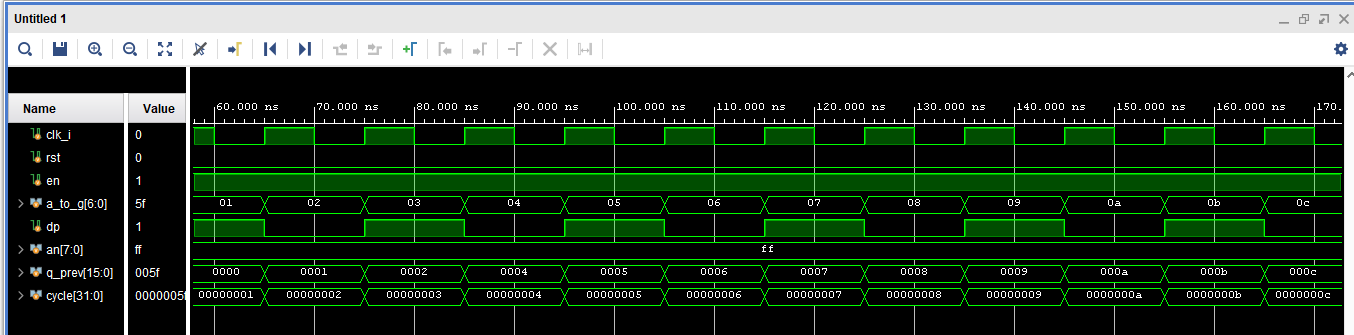 Untitled 1
Name Value
60.000 ns 70.000 ns 80.000 ns 90.000 ns 100.000 ns 110.000 ns 120.000 ns 130.000 ns 140.000 ns 150.000 ns 160.000 ns 170.
clk_i 0
rst 0
en 1
a_to_g[6:0] 5f 01 02 03 04 05 06 07 08 09 0a 0b 0c
dp 1
an[7:0] ff ff
q_prev[15:0] 005f 0000 0001 0002 0004 0005 0006 0007 0008 0009 000a 000b 000c
cycle[31:0] 0000005f 00000001 00000002 00000003 00000004 00000005 00000006 00000007 00000008 00000009 0000000a 0000000b 0000000c